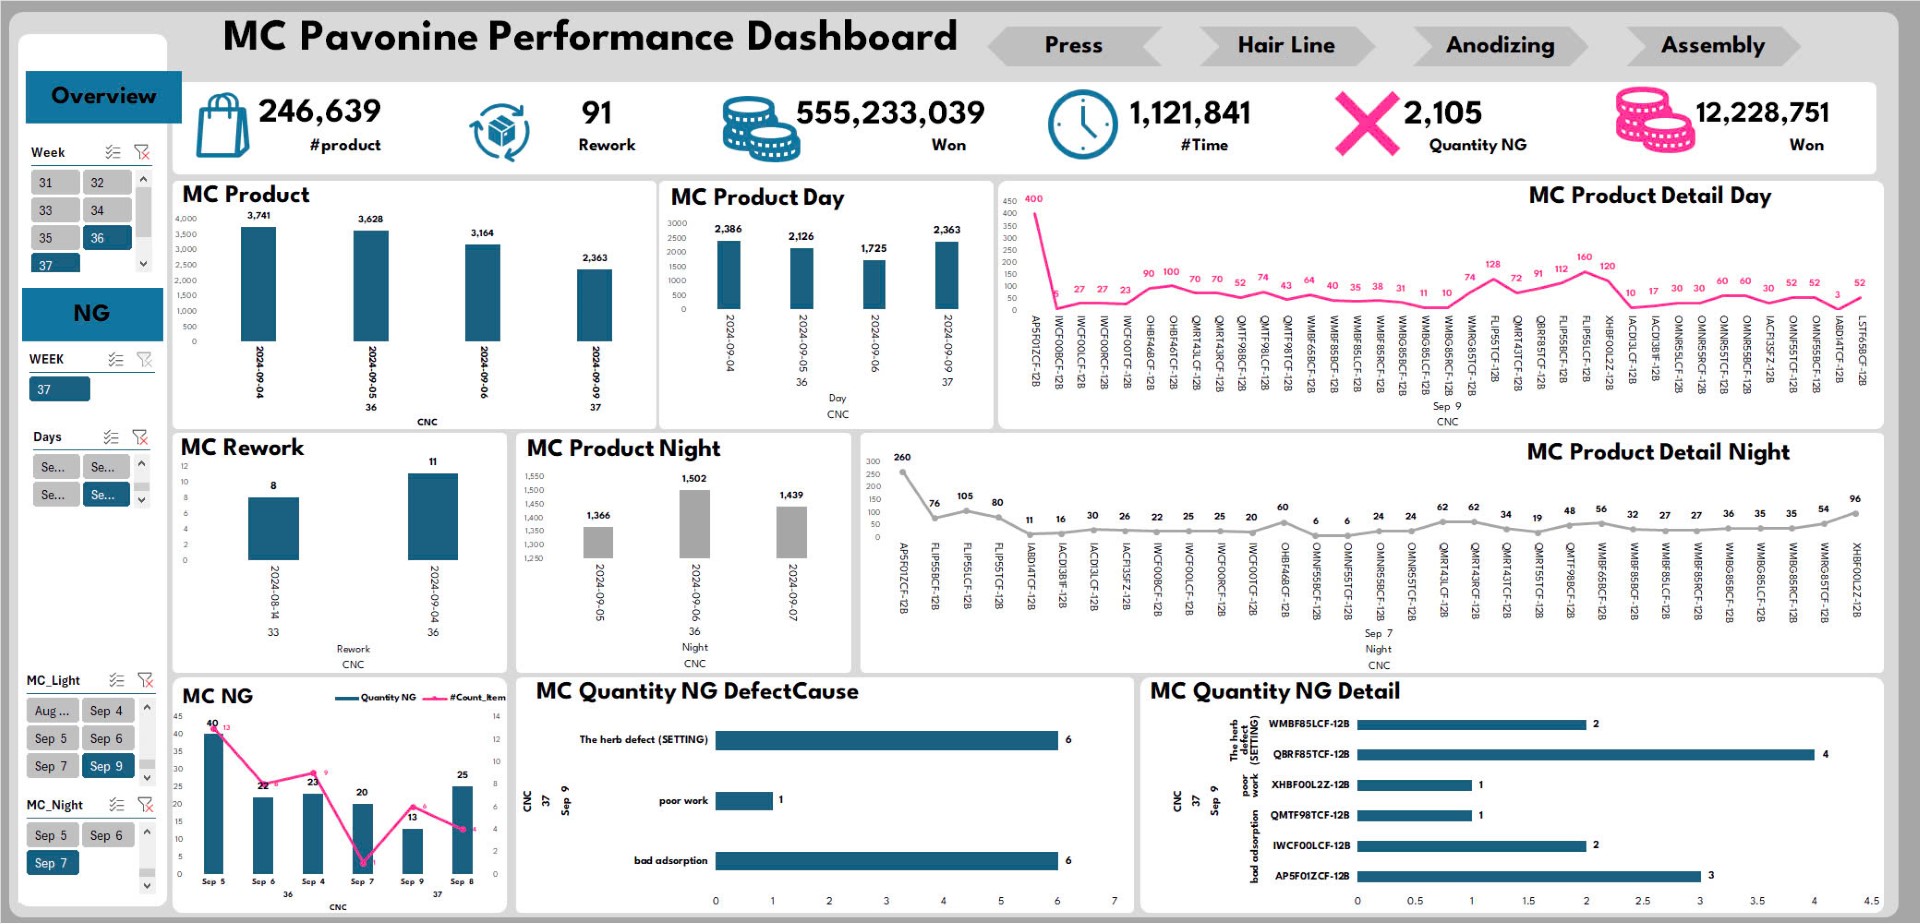 MC Pavonine Performance Dashboard
Press
Hair Line
Anodizing
Assembly
Overview
246,639
#product
91
Rework
555,233,039
Won
1,121,841
#Time
2,105
Quantity NG
12,228,751
Won
Week
31 32
33 34
35 36
37
NG
WEEK
37
Days
Se... Se...
Se... Se...
MC_Light
Aug ... Sep 4
Sep 5 Sep 6
Sep 7 Sep 9
MC_Night
Sep 5 Sep 6
Sep 7
MC Product
4,000
3,500
3,000
2,500
2,000
1,500
1,000
500
0
3,741
3,628
3,164
2,363
2024-09-04
2024-09-05
2024-09-06
2024-09-09
36
37
CNC
MC Product Day
3000
2500
2000
1500
1000
500
0
2,386
2,126
1,725
2,363
2024-09-04
2024-09-05
2024-09-06
2024-09-09
36
37
Day
CNC
MC Product Detail Day
450
400
350
300
250
200
150
100
50
0
400
5
27
27
23
90
100
70
70
52
74
43
64
40
35
38
31
11
10
74
128
72
91
112
160
120
10
17
30
30
60
60
30
52
52
3
52
AP5F01ZCF-12B
IWCF00BCF-12B
IWCF00LCF-12B
IWCF00RCF-12B
IWCF00TCF-12B
OHBF46BCF-12B
OHBF46TCF-12B
QMRT43LCF-12B
QMRT43RCF-12B
QMTF98BCF-12B
QMTF98LCF-12B
QMTF98TCF-12B
WMBF65BCF-12B
WMBF85BCF-12B
WMBF85LCF-12B
WMBF85RCF-12B
WMBG85BCF-12B
WMBG85LCF-12B
WMBG85RCF-12B
WMRG85TCF-12B
FLIP55TCF-12B
QMRT43TCF-12B
QBRF85TCF-12B
FLIP55BCF-12B
FLIP55LCF-12B
XHBF00L2Z-12B
IACD13LCF-12B
IACD13B1F-12B
OMNR55LCF-12B
OMNR55RCF-12B
OMNR55TCF-12B
OMNR55BCF-12B
IACF13SFZ-12B
OMNF55TCF-12B
OMNF55BCF-12B
IABD14TCF-12B
LSTF65BCF-12B
Sep 9
CNC
MC Rework
12
10
8
6
4
2
0
8
11
2024-08-14
2024-09-04
33
36
Rework
CNC
MC Product Night
1,550
1,500
1,450
1,400
1,350
1,300
1,250
1,366
1,502
1,439
2024-09-05
2024-09-06
2024-09-07
36
Night
CNC
MC Product Detail Night
300
250
200
150
100
50
0
260
76
105
80
11
16
30
26
22
25
25
20
60
6
6
24
24
62
62
34
19
48
56
32
27
27
36
35
35
54
96
AP5F01ZCF-12B
FLIP55BCF-12B
FLIP55LCF-12B
FLIP55TCF-12B
IABD14TCF-12B
IACD13B1F-12B
IACD13LCF-12B
IACF13SFZ-12B
IWCF00BCF-12B
IWCF00LCF-12B
IWCF00RCF-12B
IWCF00TCF-12B
OHBF46BCF-12B
OMNF55BCF-12B
OMNF55TCF-12B
OMNR55BCF-12B
OMNR55TCF-12B
QMRT43LCF-12B
QMRT43RCF-12B
QMRT43TCF-12B
QMRT55TCF-12B
QMTF98BCF-12B
WMBF65BCF-12B
WMBF85BCF-12B
WMBF85LCF-12B
WMBF85RCF-12B
WMBG85BCF-12B
WMBG85LCF-12B
WMBG85RCF-12B
WMRG85TCF-12B
XHBF00L2Z-12B
Sep 7
Night
CNC
MC NG
Quantity NG
#Count_Item
45
40
35
30
25
20
15
10
5
0
14
12
10
8
6
4
2
0
40
13
22
8
23
9
20
1
13
6
25
4
Sep 5
Sep 6
Sep 4
Sep 7
Sep 9
Sep 8
36
37
CNC
MC Quantity NG DefectCause
CNC
37
Sep 9
The herb defect (SETTING)
6
poor work
1
bad adsorption
6
0 1 2 3 4 5 6 7
MC Quantity NG Detail
CNC
37
Sep 9
The herb
defect
(SETTING)
poor
work
bad adsorption
WMBF85LCF-12B
2
QBRF85TCF-12B
4
XHBF00L2Z-12B
1
QMTF98TCF-12B
1
IWCF00LCF-12B
2
AP5F01ZCF-12B
3
0 0.5 1 1.5 2 2.5 3 3.5 4 4.5